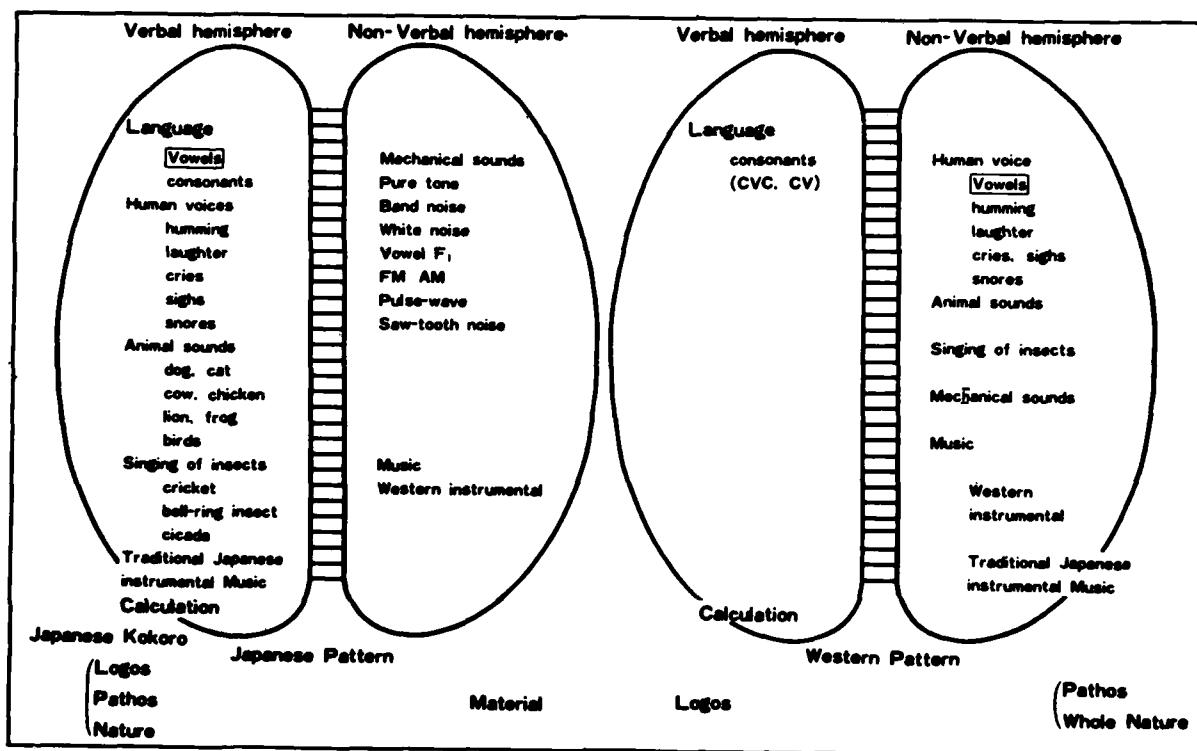 Verbal hemisphere
Non-Verbal hemisphere
Language
Vowels
consonants
Human voices
humming
laughter
cries
sighs
snores
Animal sounds
dog, cat
cow, chicken
lion, frog
birds
Singing of insects
cricket
bell-ring insect
cicada
Traditional Japanese
instrumental Music
Calculation
Mechanical sounds
Pure tone
Band noise
White noise
Vowel F₁
FM AM
Pulse-wave
Saw-tooth noise
Music
Western instrumental
Japanese Kokoro
Japanese Pattern
Logos
Pathos
Nature
Material
Verbal hemisphere
Non-Verbal hemisphere
Language
consonants
(CVC, CV)
Calculation
Human voice
Vowels
humming
laughter
cries, sighs
snores
Animal sounds
Singing of insects
Mechanical sounds
Music
Western
instrumental
Traditional Japanese
instrumental Music
Western Pattern
Logos
Pathos
Whole Nature